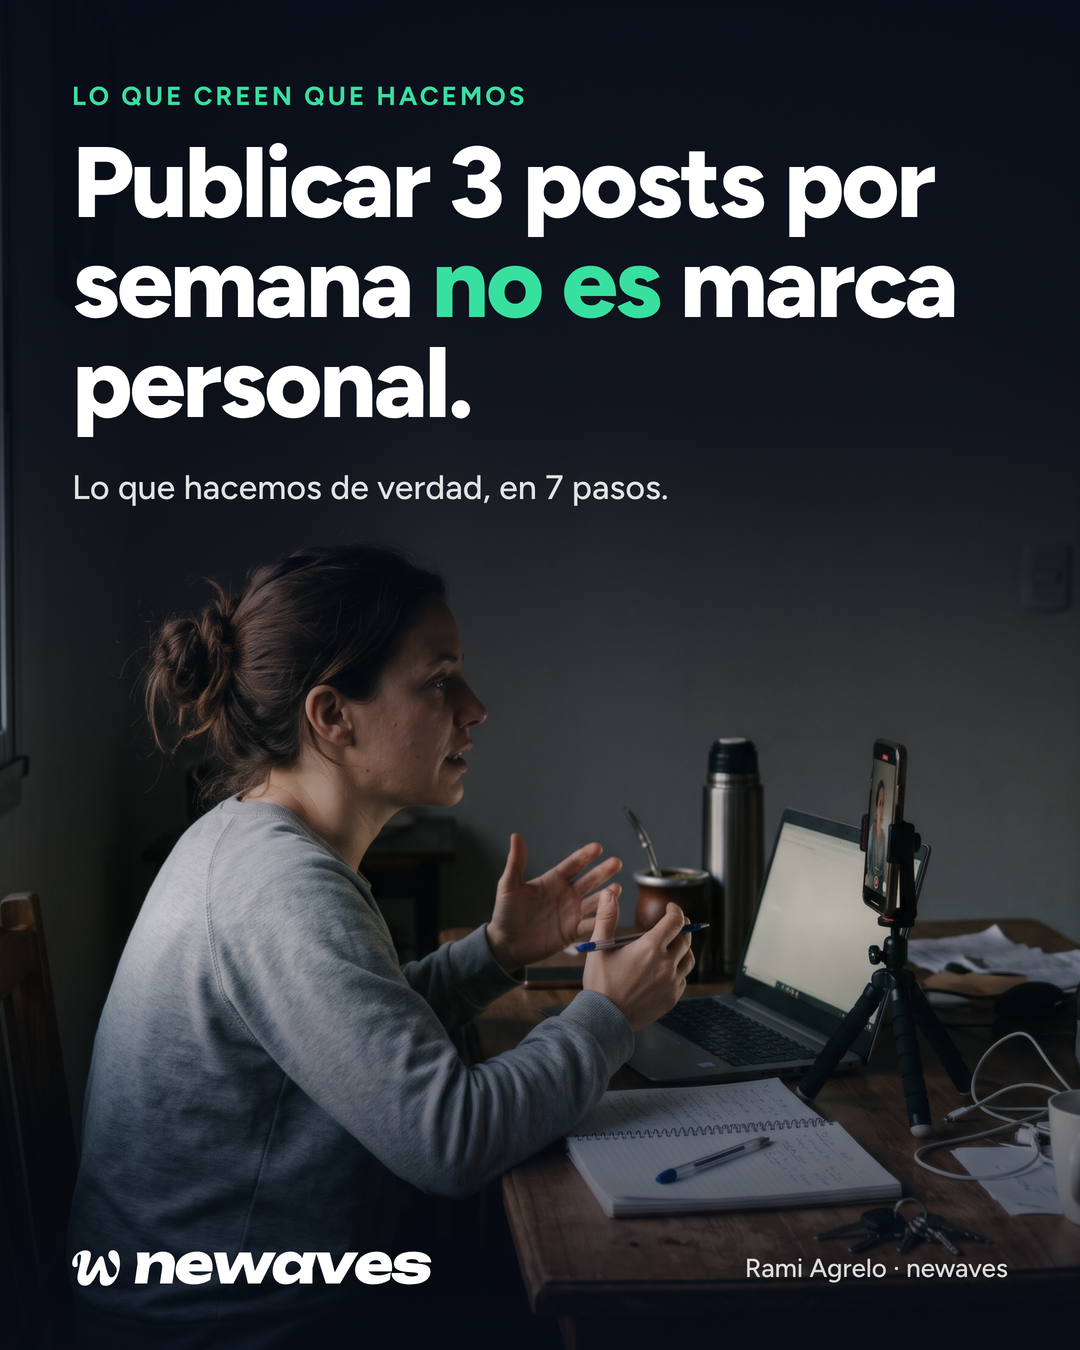 LO QUE CREEN QUE HACEMOS
Publicar 3 posts por
semana no es marca
personal.
Lo que hacemos de verdad, en 7 pasos.
w newaves
Rami Agrelo · newaves